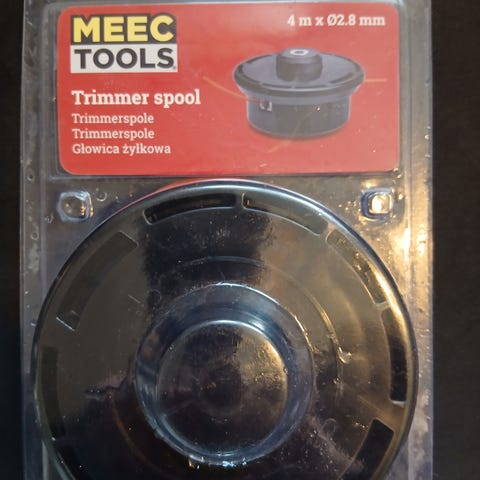 MEEC
TOOLS
4 m x Ø2.8 mm
Trimmer spool
Trimmerspole
Trimmerspole
Głowica żyłkowa